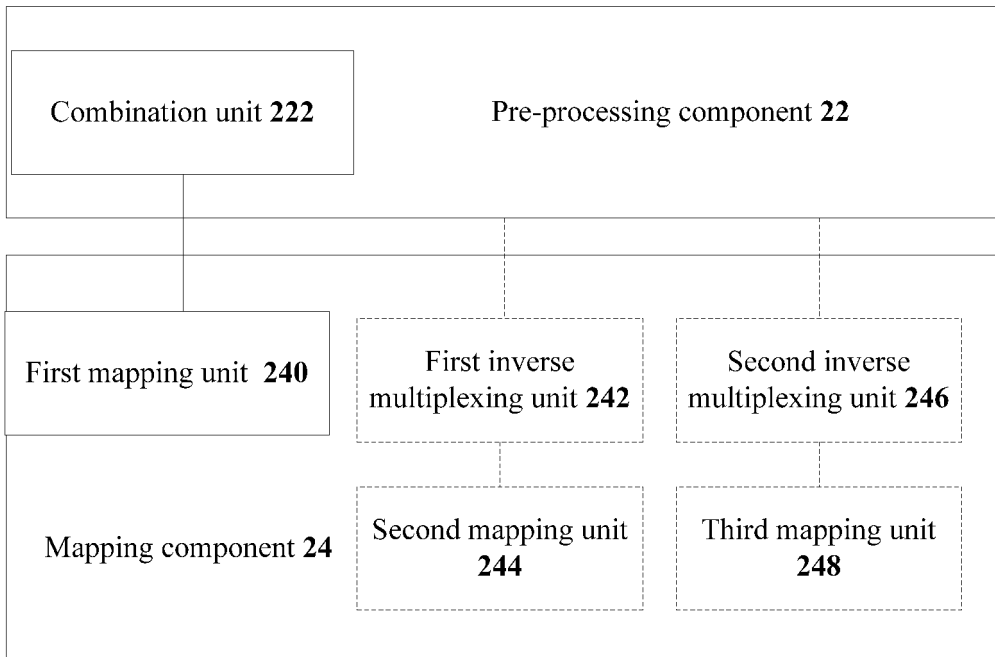 Combination unit 222
Pre-processing component 22
First mapping unit 240
First inverse
multiplexing unit 242
Second inverse
multiplexing unit 246
Mapping component 24
Second mapping unit
244
Third mapping unit
248